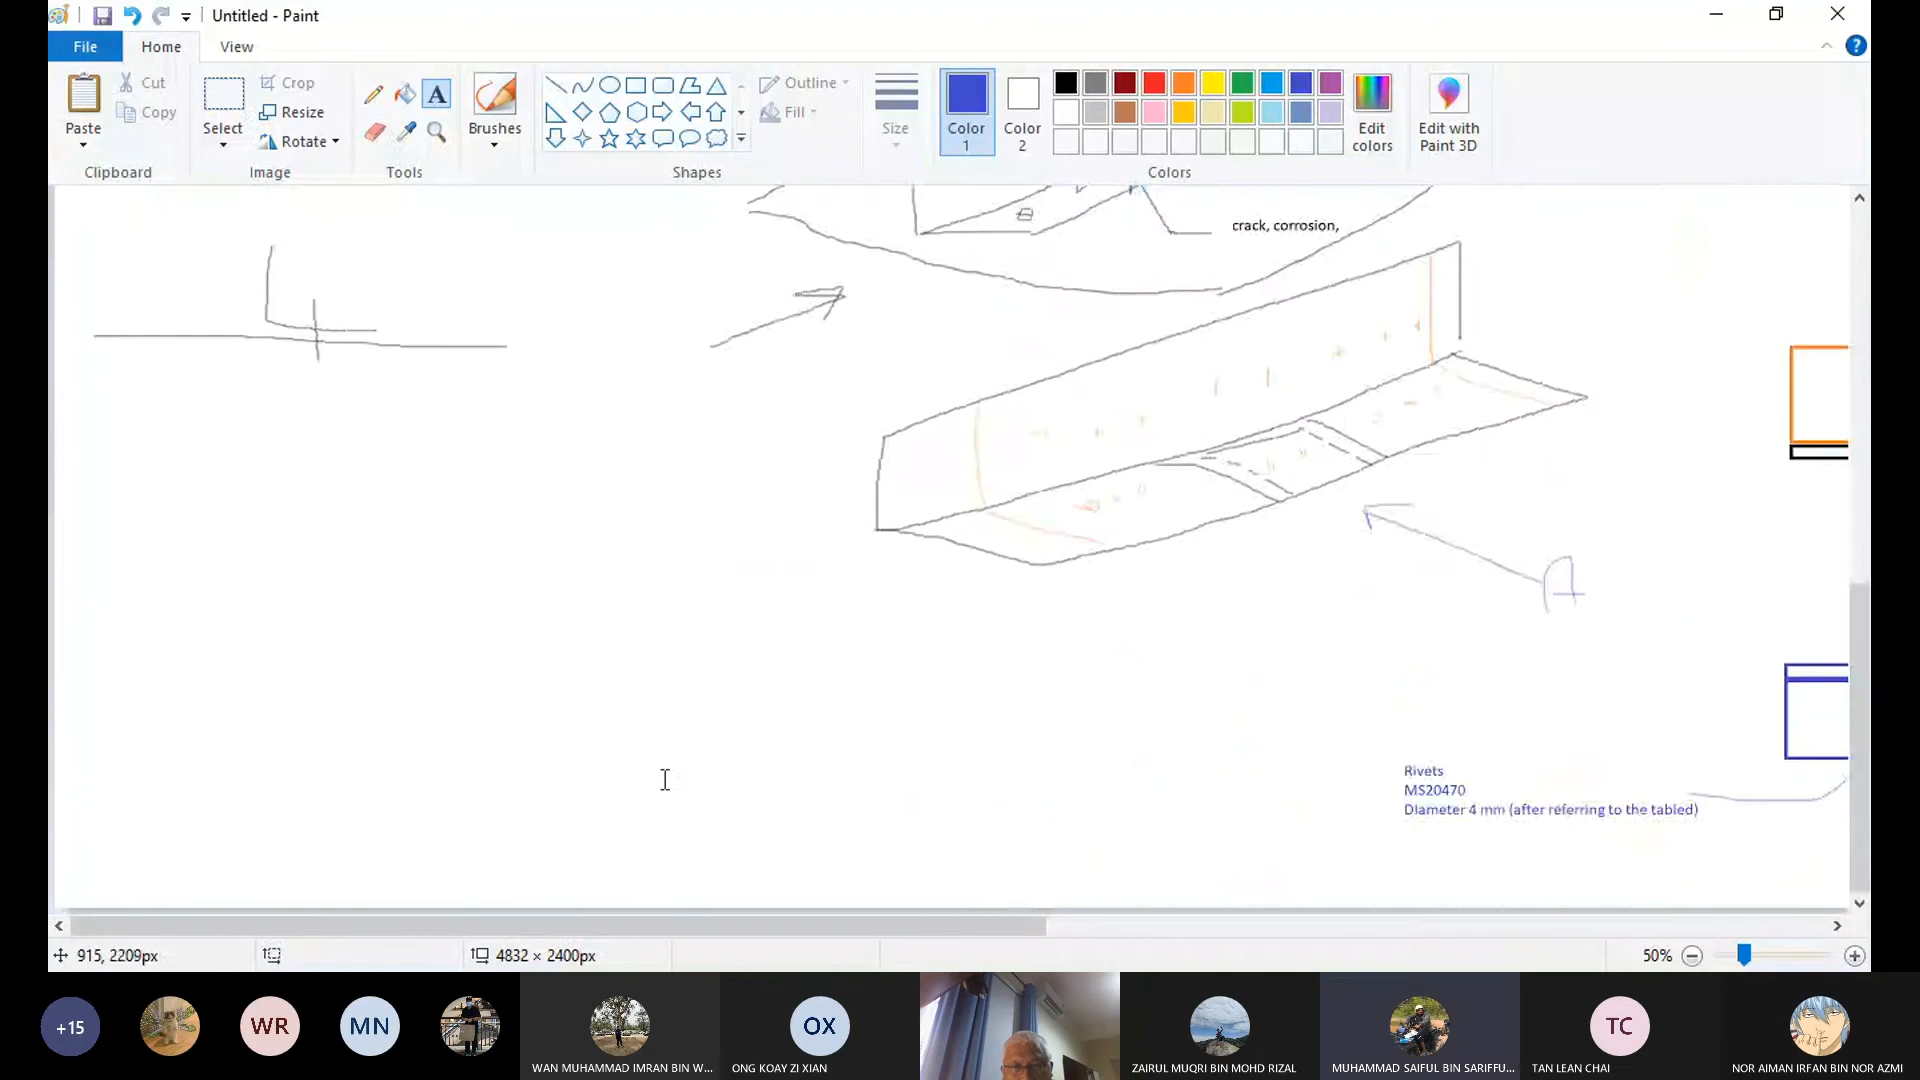 Untitled - Paint
File
Home
View
Paste
Cut
Copy
Clipboard
Select
Crop
Resize
Rotate
Image
A
Tools
Brushes
Shapes
Outline
Fill
Size
Color 1
Color 2
Edit colors
Edit with Paint 3D
Colors
crack, corrosion,
A
Rivets
MS20470
Diameter 4 mm (after referring to the tabled)
915, 2209px
4832 × 2400px
50%
+15
WR
MN
OX
TC
WAN MUHAMMAD IMRAN BIN W...
ONG KOAY ZI XIAN
ZAIRUL MUQRI BIN MOHD RIZAL
MUHAMMAD SAIFUL BIN SARIFFU...
TAN LEAN CHAI
NOR AIMAN IRFAN BIN NOR AZMI